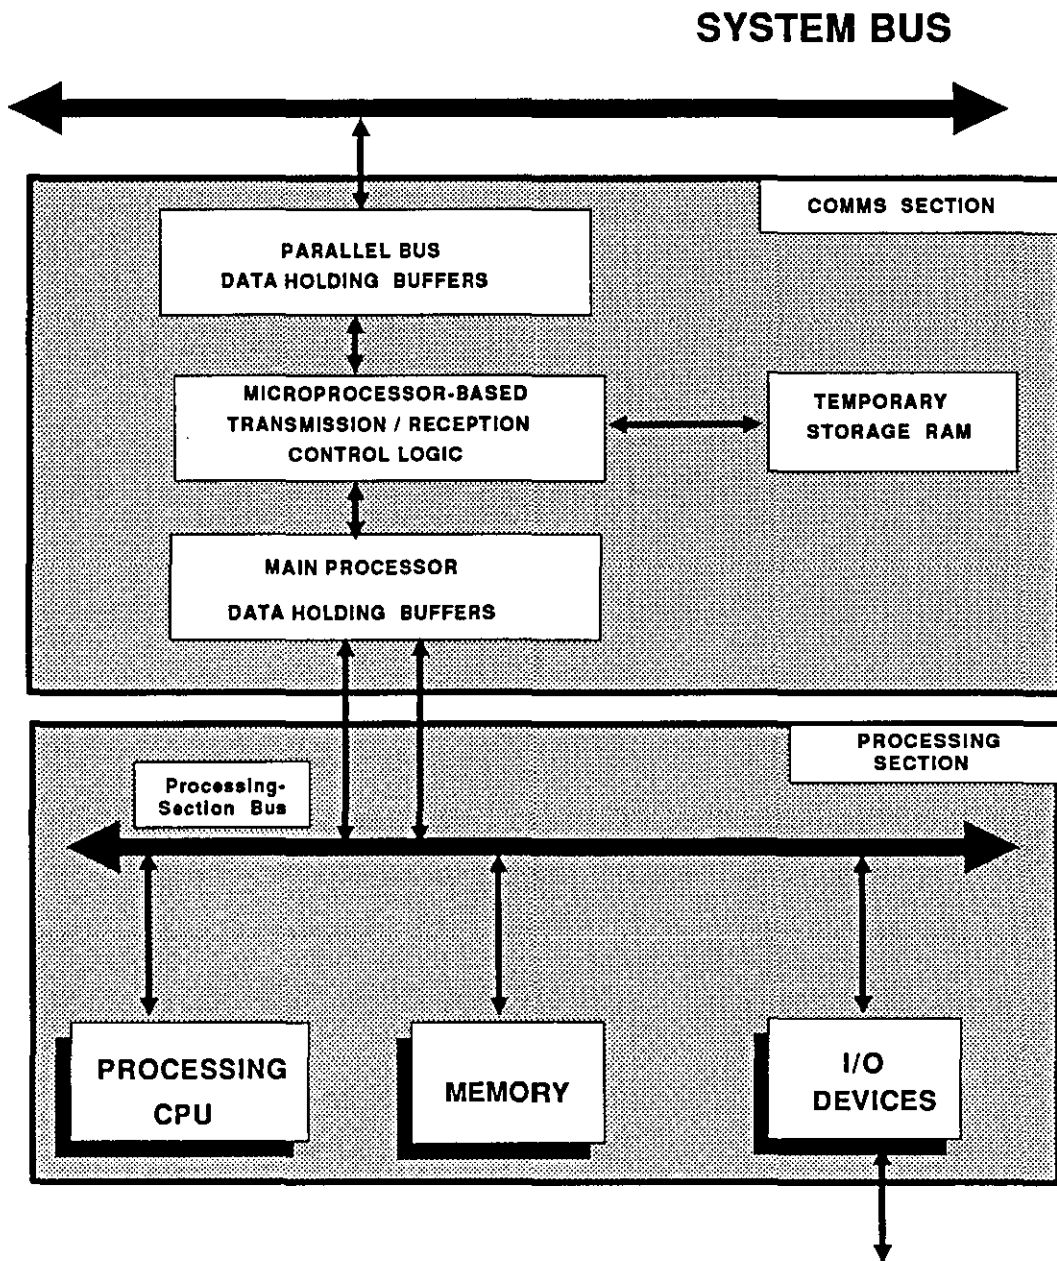 SYSTEM BUS
COMMS SECTION
PARALLEL BUS
DATA HOLDING BUFFERS
MICROPROCESSOR-BASED
TRANSMISSION / RECEPTION
CONTROL LOGIC
TEMPORARY
STORAGE RAM
MAIN PROCESSOR
DATA HOLDING BUFFERS
PROCESSING
SECTION
Processing-
Section Bus
PROCESSING
CPU
MEMORY
I/O
DEVICES